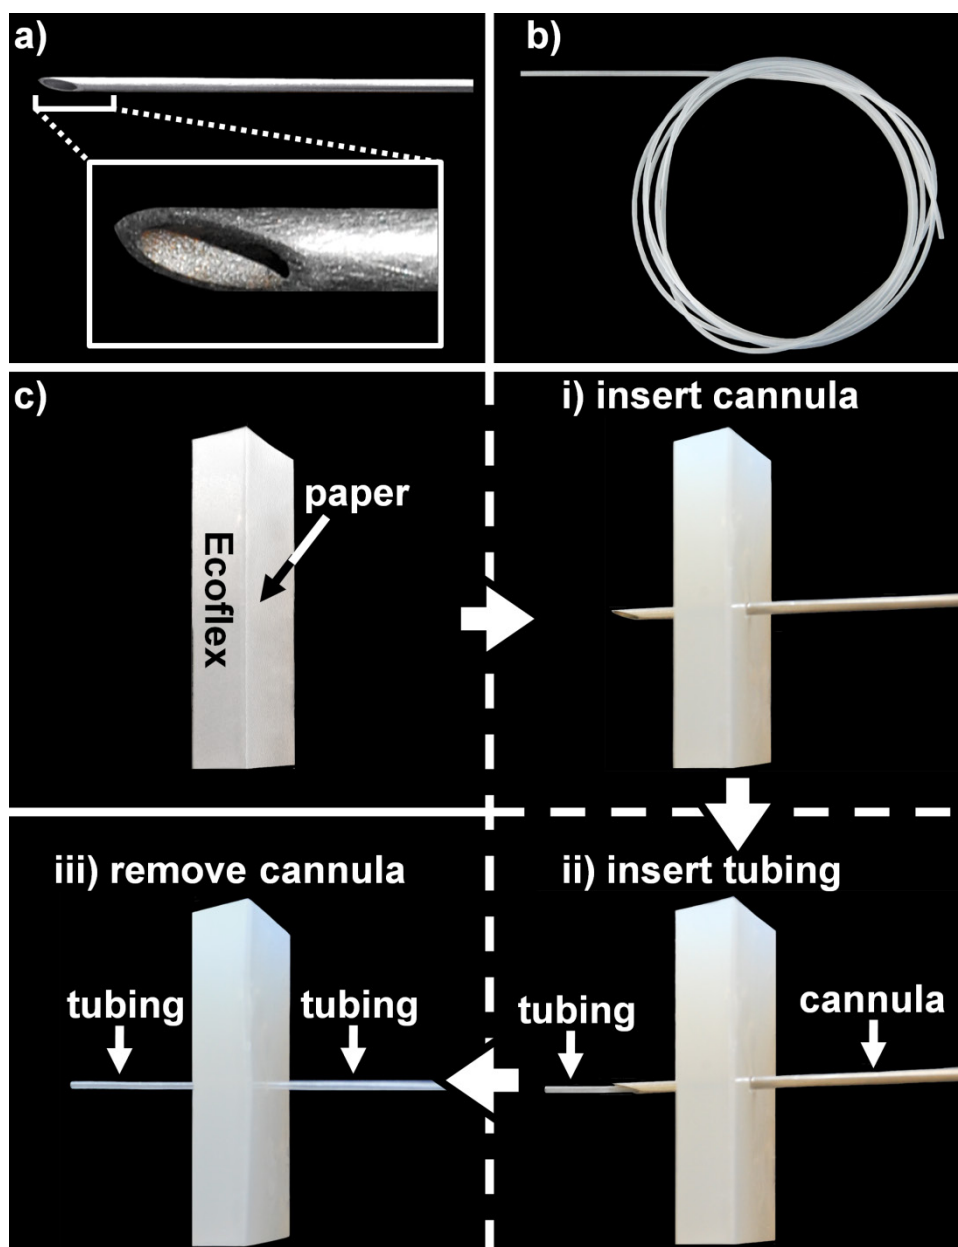 a)
b)
c)
paper
Ecoflex
i) insert cannula
ii) insert tubing
tubing
cannula
iii) remove cannula
tubing
tubing